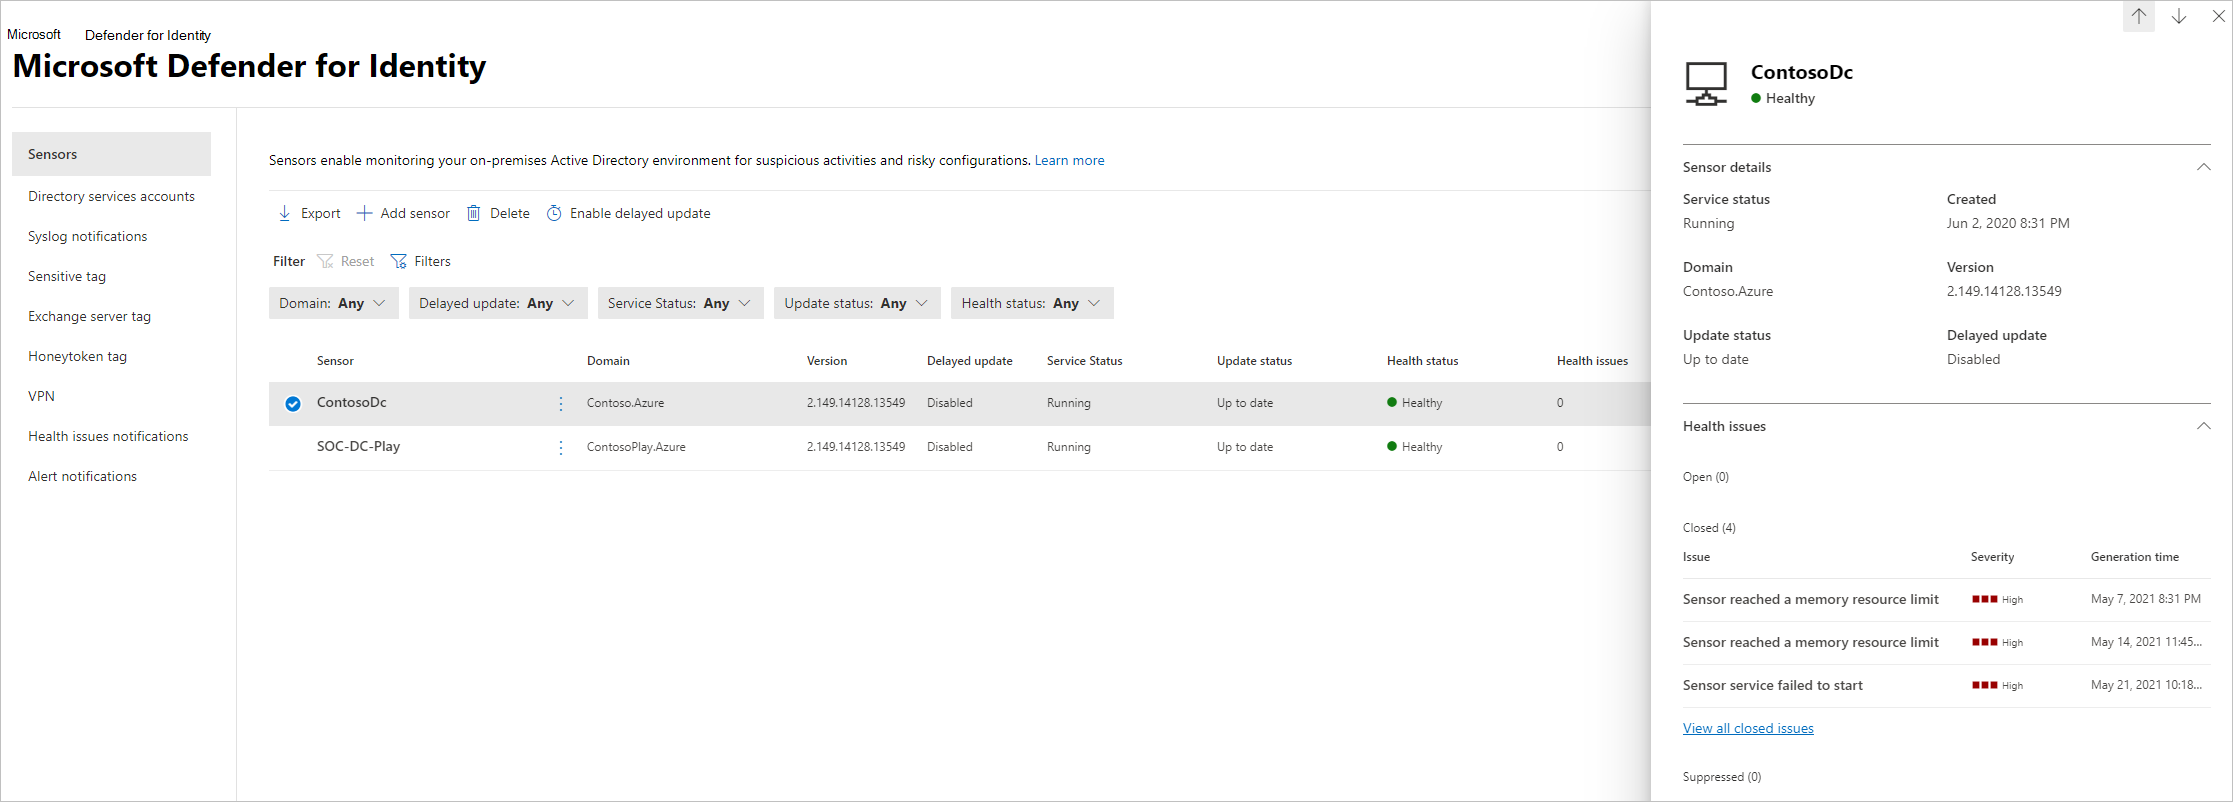 Microsoft Defender for Identity
Microsoft Defender for Identity
Sensors
Directory services accounts
Syslog notifications
Sensitive tag
Exchange server tag
Honeytoken tag
VPN
Health issues notifications
Alert notifications
Sensors enable monitoring your on-premises Active Directory environment for suspicious activities and risky configurations. Learn more
Export Add sensor Delete Enable delayed update
Filter Reset Filters
Domain: Any Delayed update: Any Service Status: Any Update status: Any Health status: Any
Sensor Domain Version Delayed update Service Status Update status Health status Health issues
ContosoDc Contoso.Azure 2.149.14128.13549 Disabled Running Up to date Healthy 0
SOC-DC-Play ContosoPlay.Azure 2.149.14128.13549 Disabled Running Up to date Healthy 0
ContosoDc
Healthy
Sensor details
Service status Created
Running Jun 2, 2020 8:31 PM
Domain Version
Contoso.Azure 2.149.14128.13549
Update status Delayed update
Up to date Disabled
Health issues
Open (0)
Closed (4)
Issue Severity Generation time
Sensor reached a memory resource limit High May 7, 2021 8:31 PM
Sensor reached a memory resource limit High May 14, 2021 11:45...
Sensor service failed to start High May 21, 2021 10:18...
View all closed issues
Suppressed (0)